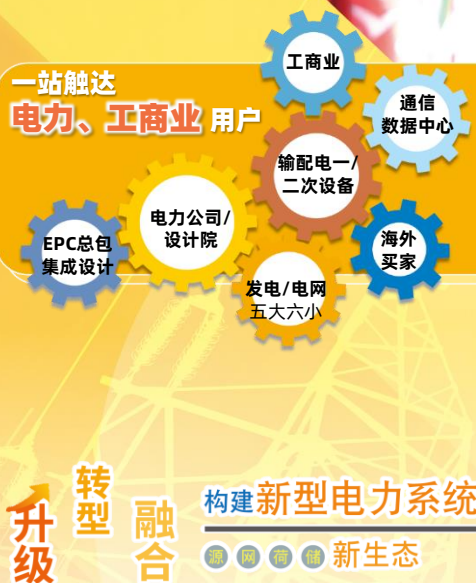 一站触达
电力、工商业 用户
工商业
通信
数据中心
输配电一/
二次设备
电力公司/
设计院
EPC总包
集成设计
海外
买家
发电/电网
五大六小
升级
转型
融合
构建新型电力系统
源 网 荷 储 新生态